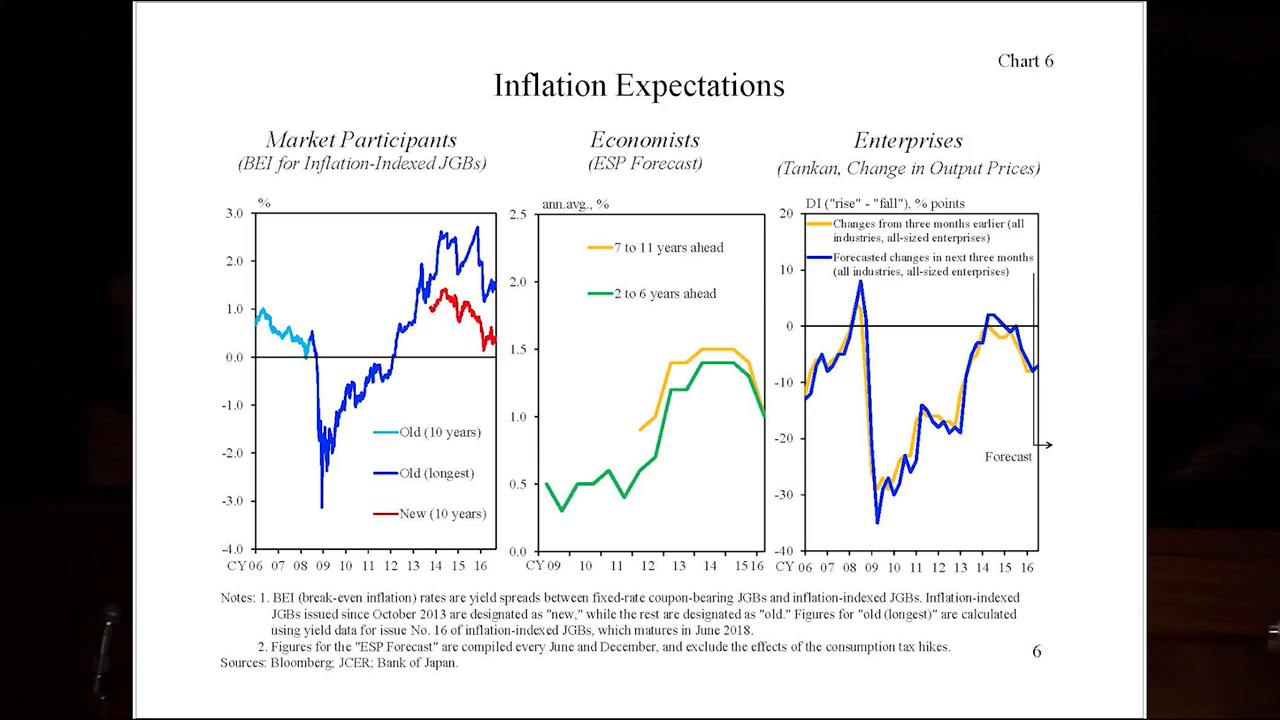 Chart 6
Inflation Expectations
Market Participants
(BEI for Inflation-Indexed JGBs)
%
3.0
2.0
1.0
0.0
-1.0
-2.0
-3.0
-4.0
Old (10 years)
Old (longest)
New (10 years)
CY 06 07 08 09 10 11 12 13 14 15 16
Economists
(ESP Forecast)
ann.avg., %
2.5
2.0
1.5
1.0
0.5
0.0
7 to 11 years ahead
2 to 6 years ahead
CY 09 10 11 12 13 14 15 16
Enterprises
(Tankan, Change in Output Prices)
DI ("rise" - "fall"), % points
20
10
0
-10
-20
-30
-40
Changes from three months earlier (all
industries, all-sized enterprises)
Forecasted changes in next three months
(all industries, all-sized enterprises)
Forecast
CY 06 07 08 09 10 11 12 13 14 15 16
Notes: 1. BEI (break-even inflation) rates are yield spreads between fixed-rate coupon-bearing JGBs and inflation-indexed JGBs. Inflation-indexed
JGBs issued since October 2013 are designated as "new," while the rest are designated as "old." Figures for "old (longest)" are calculated
using yield data for issue No. 16 of inflation-indexed JGBs, which matures in June 2018.
2. Figures for the "ESP Forecast" are compiled every June and December, and exclude the effects of the consumption tax hikes.
Sources: Bloomberg; JCER; Bank of Japan.
6